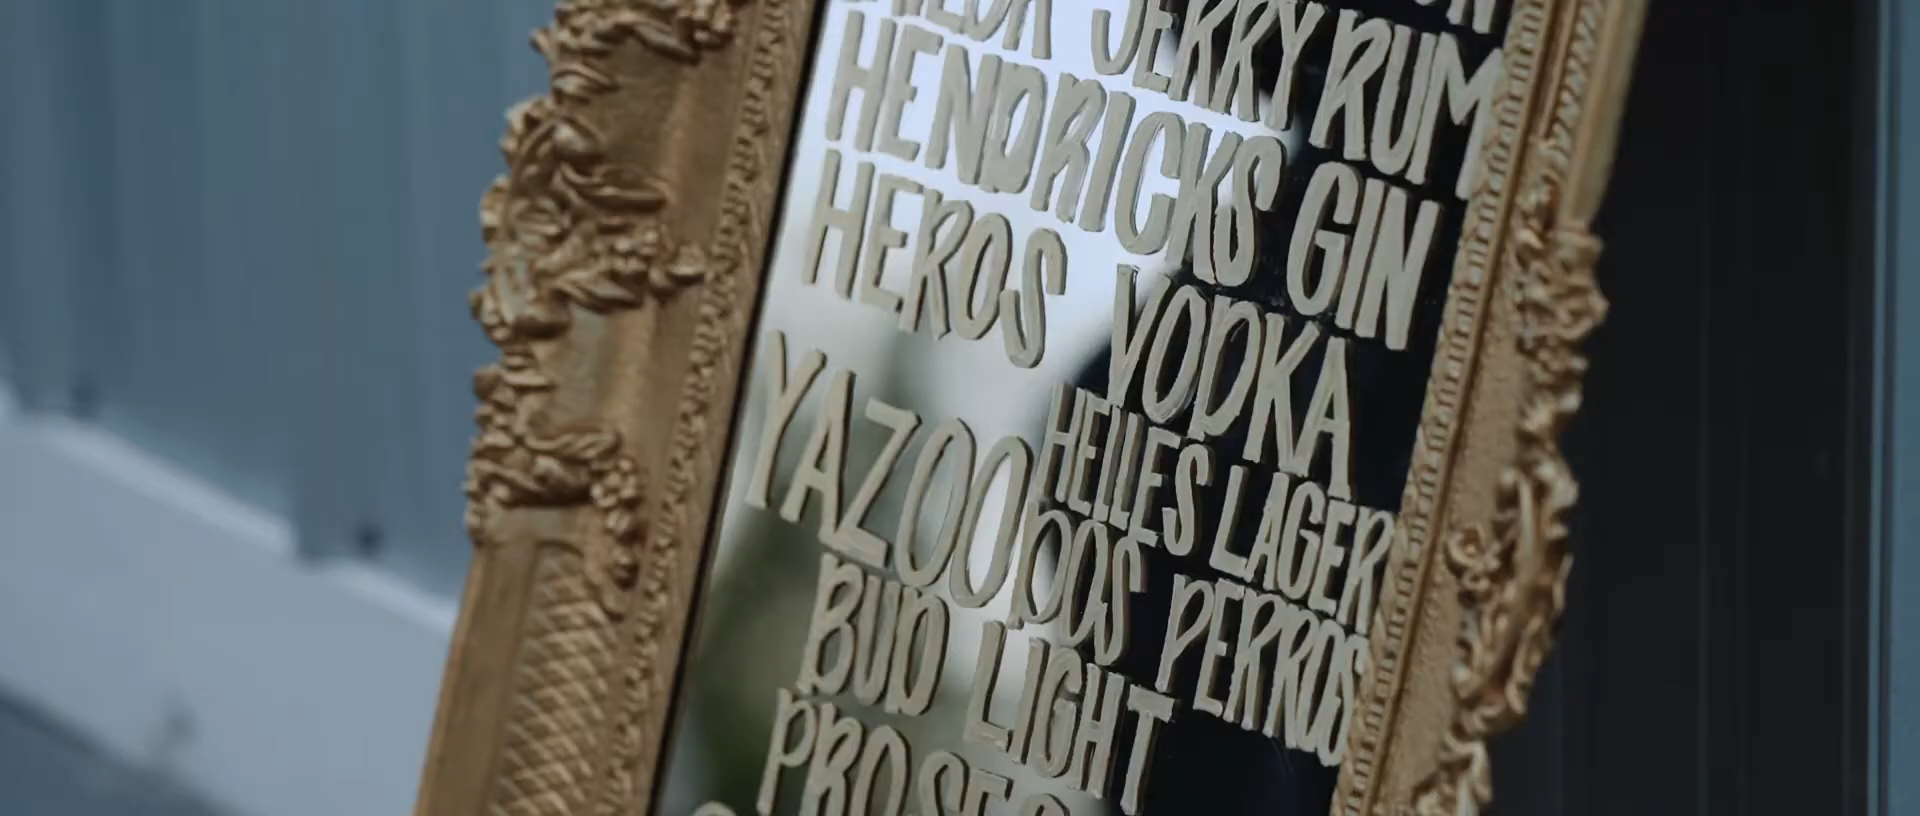 JERRY RUM
HENDRICKS GIN
HEROS VODKA
YAZOO HELLES LAGER
DOS PERROS
BUD LIGHT